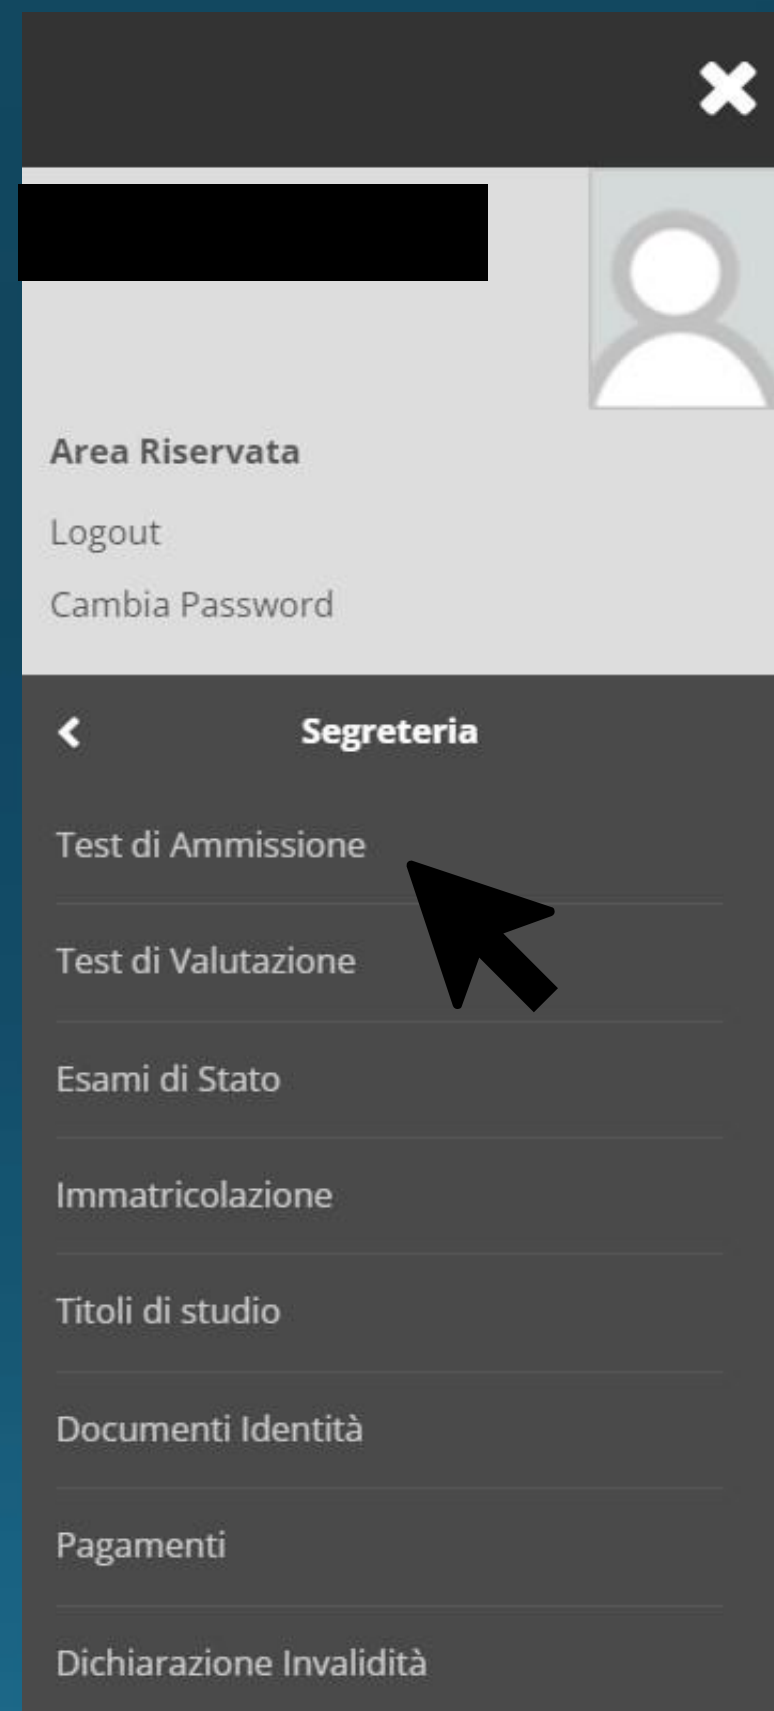 Area Riservata
Logout
Cambia Password
Segreteria
Test di Ammissione
Test di Valutazione
Esami di Stato
Immatricolazione
Titoli di studio
Documenti Identità
Pagamenti
Dichiarazione Invalidità